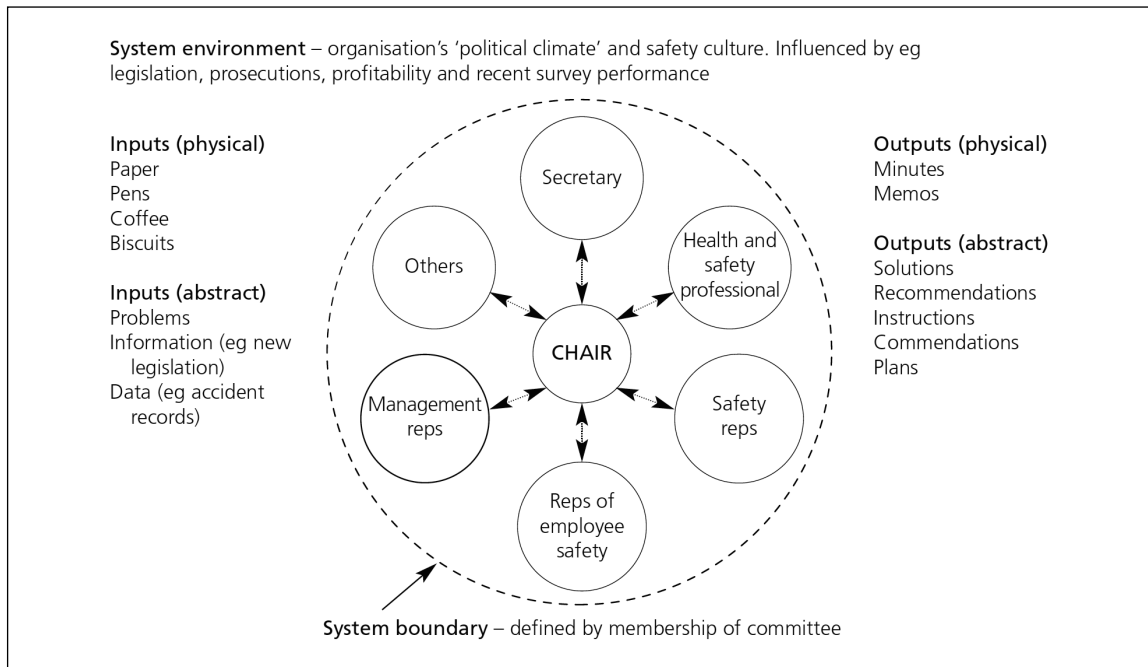 System environment – organisation's 'political climate' and safety culture. Influenced by eg
legislation, prosecutions, profitability and recent survey performance
Inputs (physical)
Paper
Pens
Coffee
Biscuits
Inputs (abstract)
Problems
Information (eg new
legislation)
Data (eg accident
records)
Secretary
Others
Health and
safety
professional
CHAIR
Management
reps
Safety
reps
Reps of
employee
safety
Outputs (physical)
Minutes
Memos
Outputs (abstract)
Solutions
Recommendations
Instructions
Commendations
Plans
System boundary – defined by membership of committee